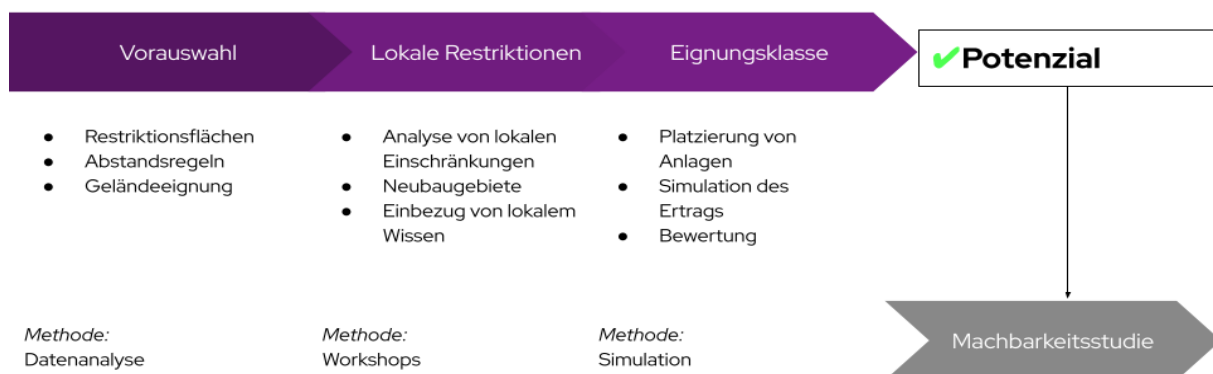 Vorauswahl
Lokale Restriktionen
Eignungsklasse
✔Potenzial
● Restriktionsflächen
● Abstandsregeln
● Geländeeignung
● Analyse von lokalen
Einschränkungen
● Neubaugebiete
● Einbezug von lokalem
Wissen
● Platzierung von
Anlagen
● Simulation des
Ertrags
● Bewertung
Methode:
Datenanalyse
Methode:
Workshops
Methode:
Simulation
Machbarkeitsstudie